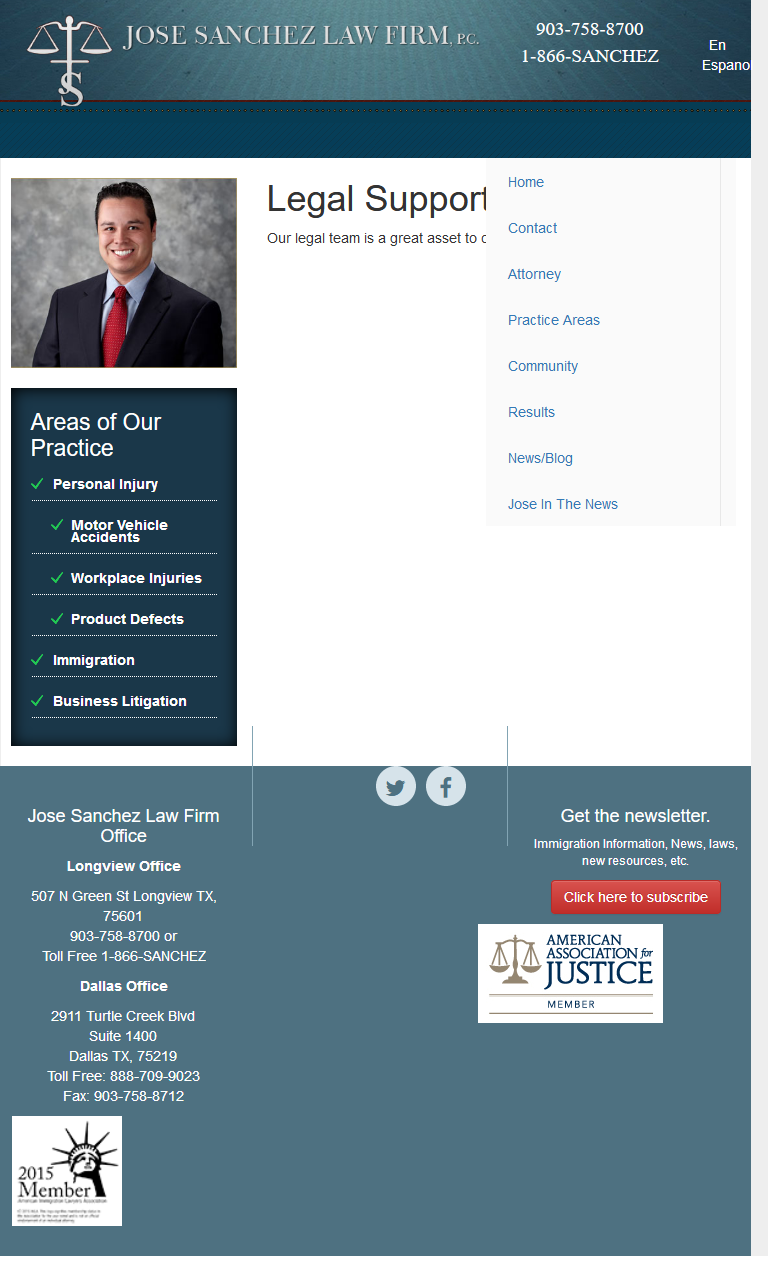 JOSE SANCHEZ LAW FIRM, P.C.
903-758-8700
1-866-SANCHEZ
En
Espano
JS
Legal Support
Our legal team is a great asset to
Home
Contact
Attorney
Practice Areas
Community
Results
News/Blog
Jose In The News
Areas of Our
Practice
Personal Injury
Motor Vehicle
Accidents
Workplace Injuries
Product Defects
Immigration
Business Litigation
Jose Sanchez Law Firm
Office
Longview Office
507 N Green St Longview TX,
75601
903-758-8700 or
Toll Free 1-866-SANCHEZ
Dallas Office
2911 Turtle Creek Blvd
Suite 1400
Dallas TX, 75219
Toll Free: 888-709-9023
Fax: 903-758-8712
2015
Member
American Immigration Lawyers Association
Get the newsletter.
Immigration Information, News, laws,
new resources, etc.
Click here to subscribe
AMERICAN
ASSOCIATION for
JUSTICE
MEMBER